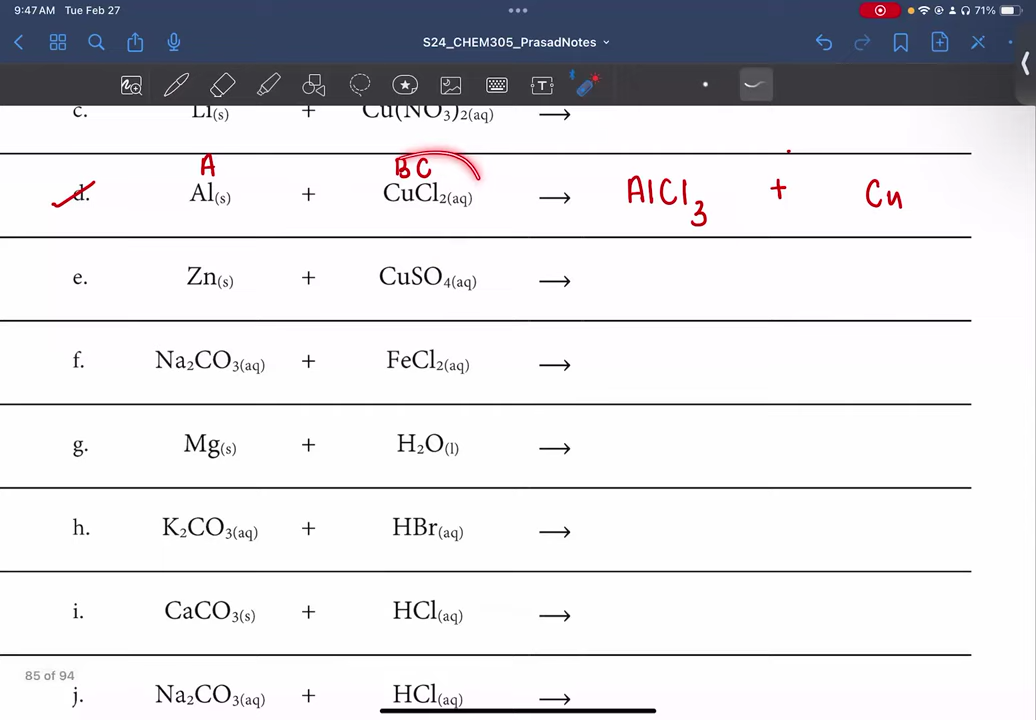 9:47 AM Tue Feb 27 71%
S24_CHEM305_PrasadNotes
T
c. Li(s) + Cu(NO3)2(aq) ⟶
A BC
d. Al(s) + CuCl2(aq) ⟶ AlCl3 + Cu
e. Zn(s) + CuSO4(aq) ⟶
f. Na2CO3(aq) + FeCl2(aq) ⟶
g. Mg(s) + H2O(l) ⟶
h. K2CO3(aq) + HBr(aq) ⟶
i. CaCO3(s) + HCl(aq) ⟶
85 of 94
j. Na2CO3(aq) + HCl(aq) ⟶